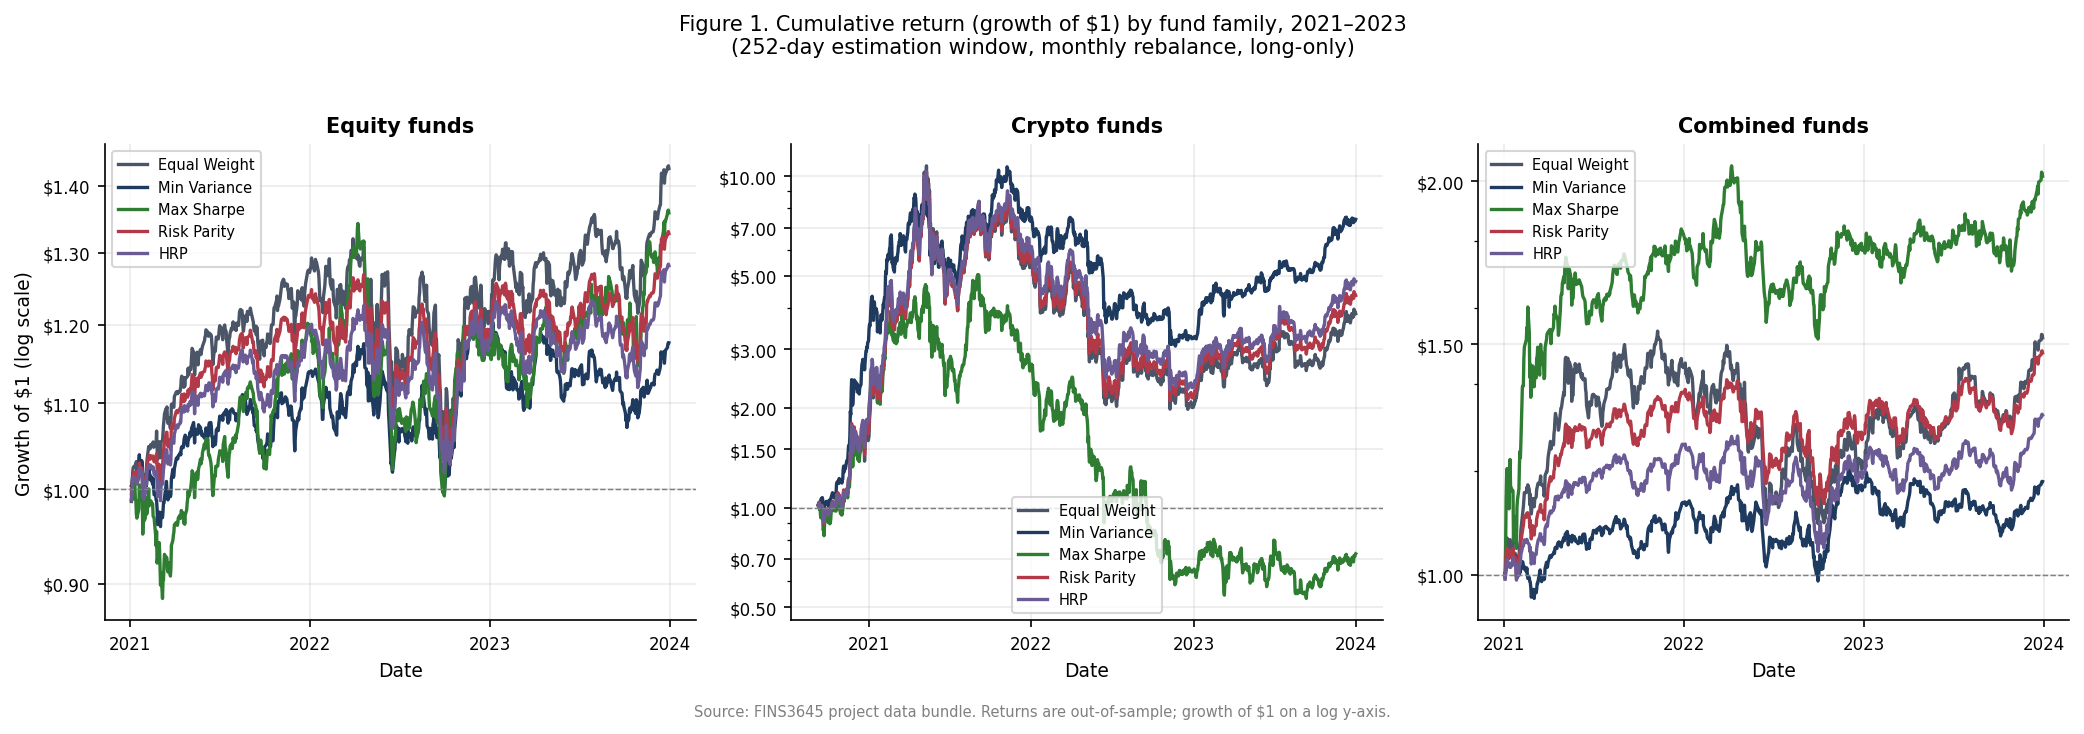 Figure 1. Cumulative return (growth of $1) by fund family, 2021–2023
(252-day estimation window, monthly rebalance, long-only)
Equity funds
Growth of $1 (log scale)
$1.40
$1.30
$1.20
$1.10
$1.00
$0.90
Equal Weight
Min Variance
Max Sharpe
Risk Parity
HRP
2021
2022
2023
2024
Date
Crypto funds
$10.00
$7.00
$5.00
$3.00
$2.00
$1.50
$1.00
$0.70
$0.50
Equal Weight
Min Variance
Max Sharpe
Risk Parity
HRP
2021
2022
2023
2024
Date
Combined funds
$2.00
$1.50
$1.00
Equal Weight
Min Variance
Max Sharpe
Risk Parity
HRP
2021
2022
2023
2024
Date
Source: FINS3645 project data bundle. Returns are out-of-sample; growth of $1 on a log y-axis.